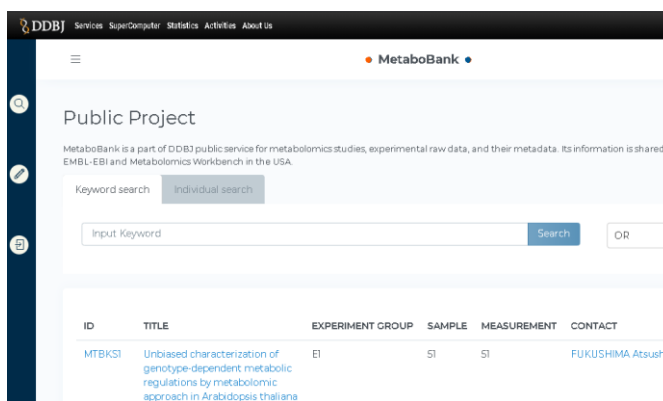 DDBJ Services SuperComputer Statistics Activities About Us
MetaboBank
Public Project
MetaboBank is a part of DDBJ public service for metabolomics studies, experimental raw data, and their metadata. Its information is shared
EMBL-EBI and Metabolomics Workbench in the USA.
Keyword search Individual search
Input Keyword Search OR
ID TITLE EXPERIMENT GROUP SAMPLE MEASUREMENT CONTACT
MTBKS1 Unbiased characterization of E1 S1 S1 FUKUSHIMA Atsush
genotype-dependent metabolic
regulations by metabolomic
approach in Arabidopsis thaliana